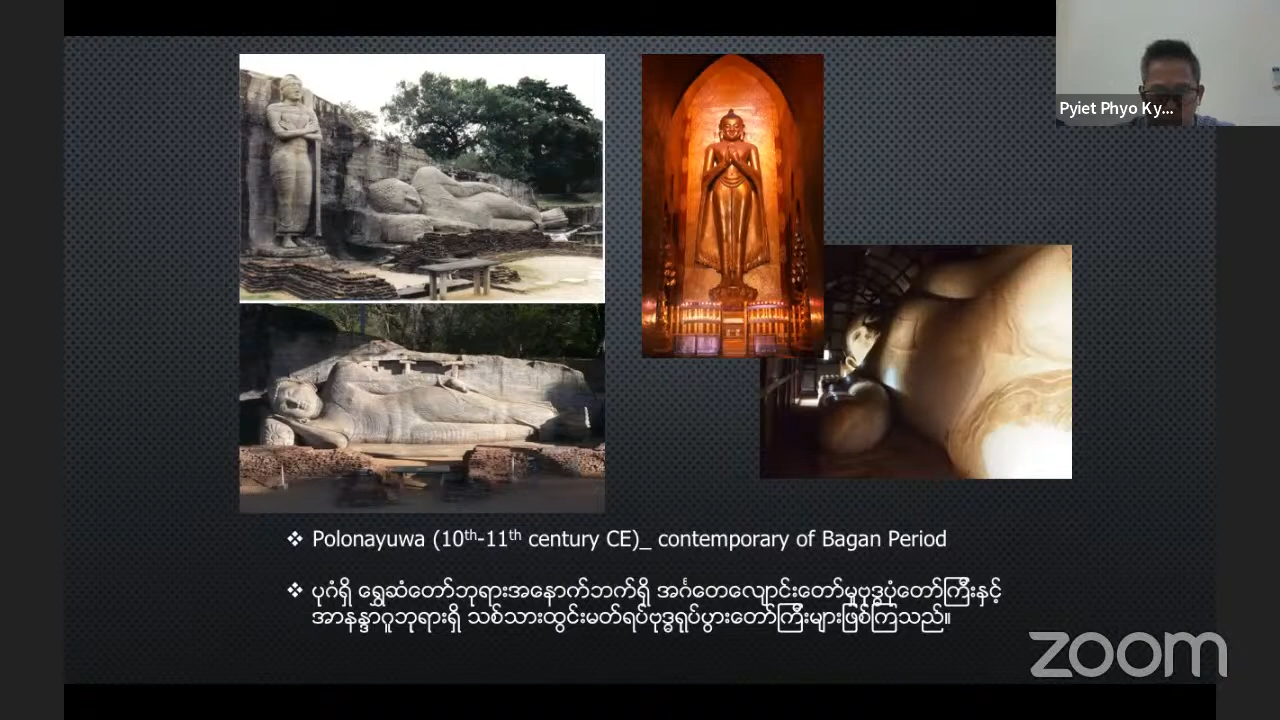 Pyiet Phyo Ky...
❖ Polonayuwa (10th-11th century CE)_ contemporary of Bagan Period
❖ ပုဂံရှိ ရွှေဆံတော်ဘုရားအနောက်ဘက်ရှိ အင်္ဂတေလျောင်းတော်မူဗုဒ္ဓပုံတော်ကြီးနှင့်
အာနန္ဒာဂူဘုရားရှိ သစ်သားထွင်းမတ်ရပ်ဗုဒ္ဓရုပ်ပွားတော်ကြီးများဖြစ်ကြသည်။
zoom